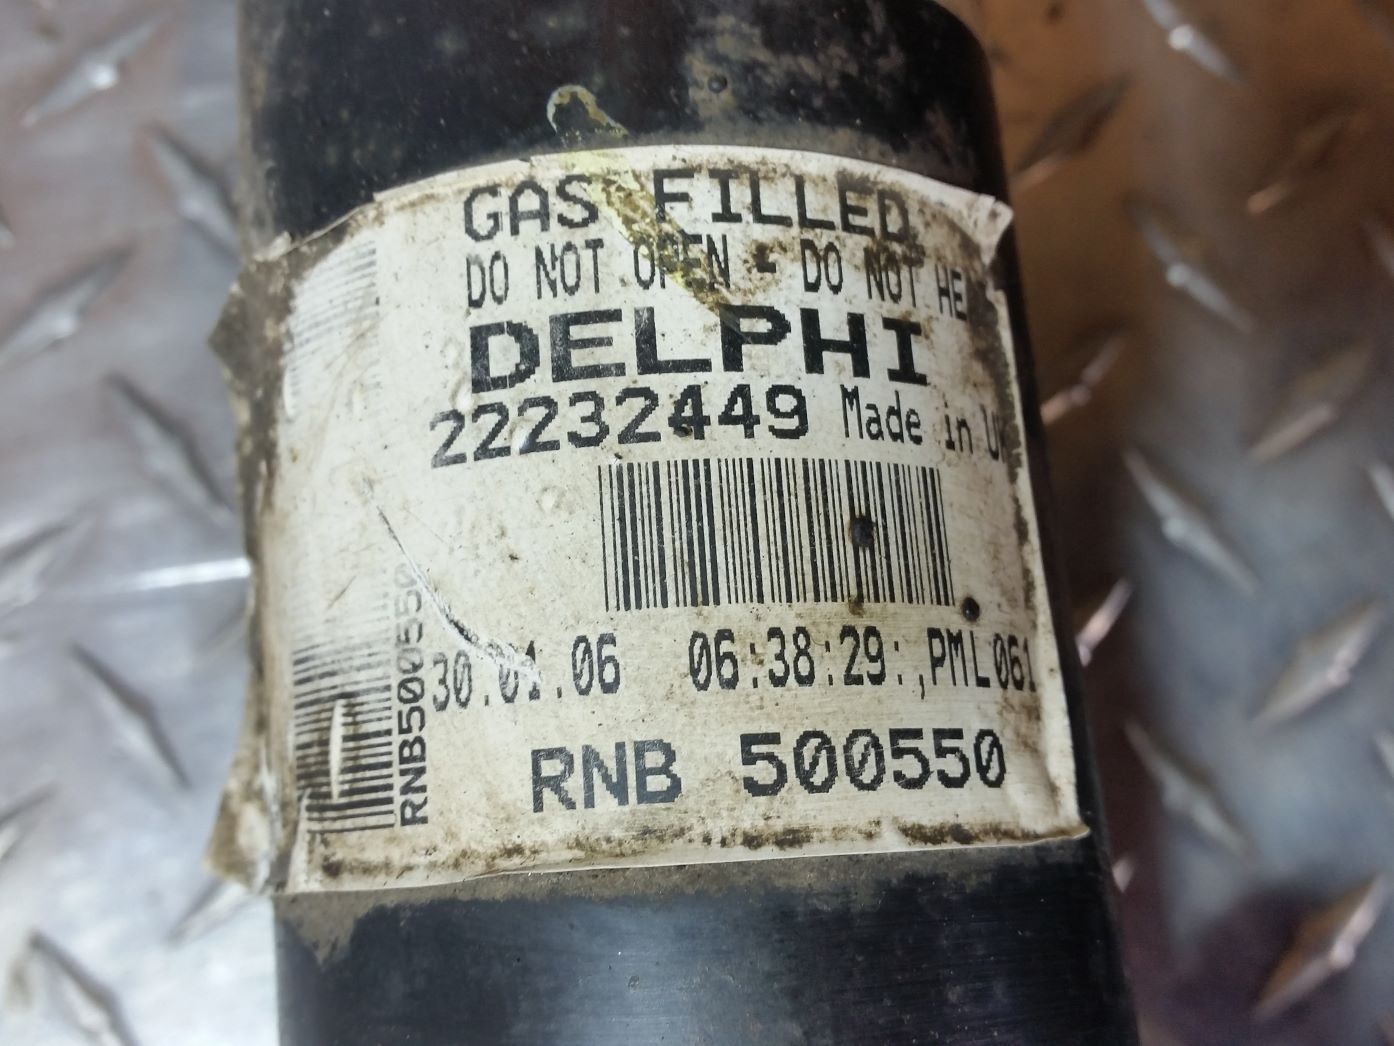 GAS FILLED
DO NOT OPEN - DO NOT HE
DELPHI
22232449 Made in UK
30.01.06 06:38:29:,PML061
RNB 500550
RNB500550